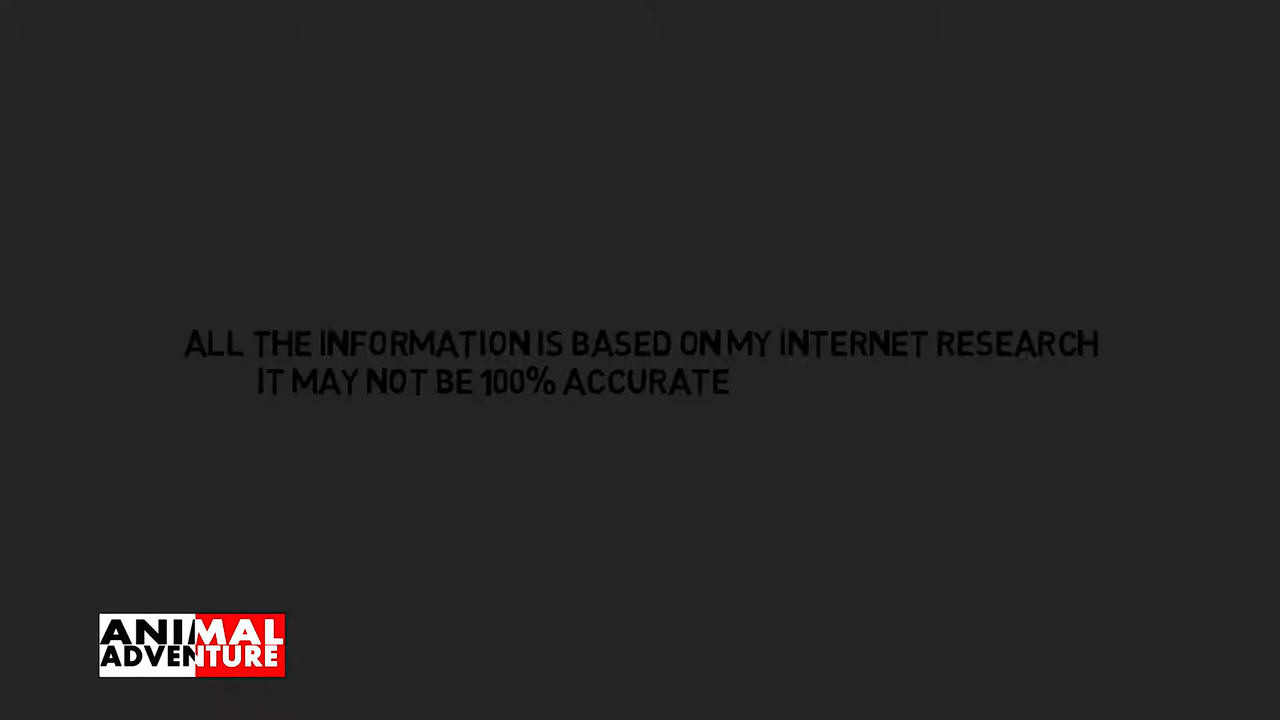 ALL THE INFORMATION IS BASED ON MY INTERNET RESEARCH
IT MAY NOT BE 100% ACCURATE
ANIMAL
ADVENTURE